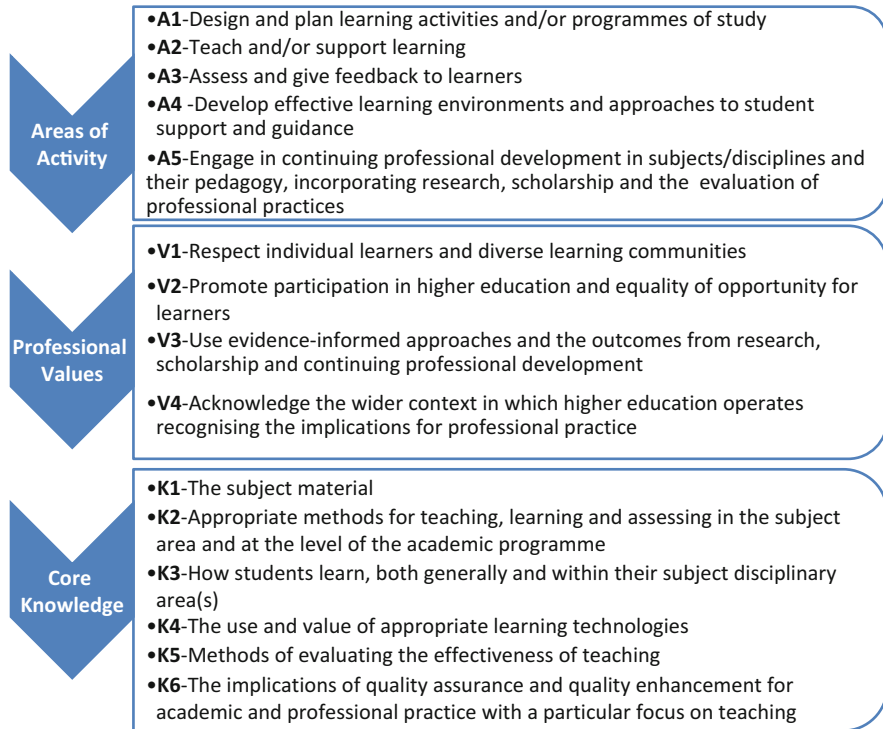 Areas of
Activity
•A1-Design and plan learning activities and/or programmes of study
•A2-Teach and/or support learning
•A3-Assess and give feedback to learners
•A4 -Develop effective learning environments and approaches to student
support and guidance
•A5-Engage in continuing professional development in subjects/disciplines and
their pedagogy, incorporating research, scholarship and the evaluation of
professional practices
Professional
Values
•V1-Respect individual learners and diverse learning communities
•V2-Promote participation in higher education and equality of opportunity for
learners
•V3-Use evidence-informed approaches and the outcomes from research,
scholarship and continuing professional development
•V4-Acknowledge the wider context in which higher education operates
recognising the implications for professional practice
Core
Knowledge
•K1-The subject material
•K2-Appropriate methods for teaching, learning and assessing in the subject
area and at the level of the academic programme
•K3-How students learn, both generally and within their subject disciplinary
area(s)
•K4-The use and value of appropriate learning technologies
•K5-Methods of evaluating the effectiveness of teaching
•K6-The implications of quality assurance and quality enhancement for
academic and professional practice with a particular focus on teaching